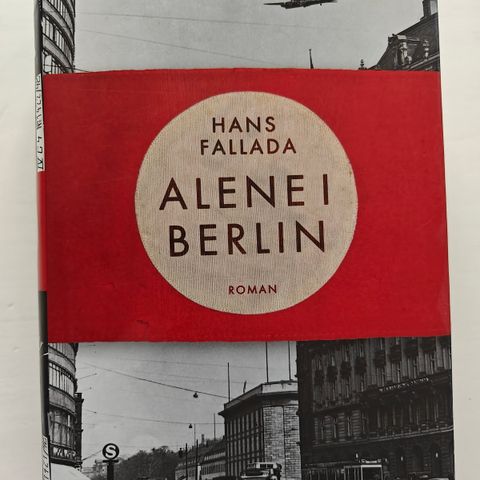 HANS
FALLADA
ALENE I
BERLIN
ROMAN
S